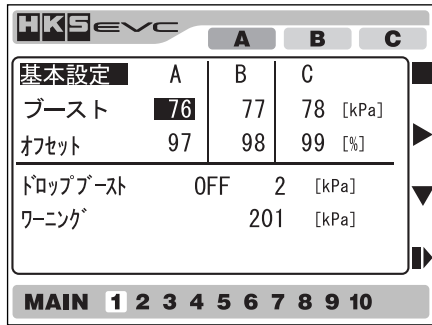 HKS EVC
A B C
基本設定 A B C
ブースト 76 77 78 [kPa]
オフセット 97 98 99 [%]
ドロップブースト OFF 2 [kPa]
ワーニング 201 [kPa]
MAIN 1 2 3 4 5 6 7 8 9 10